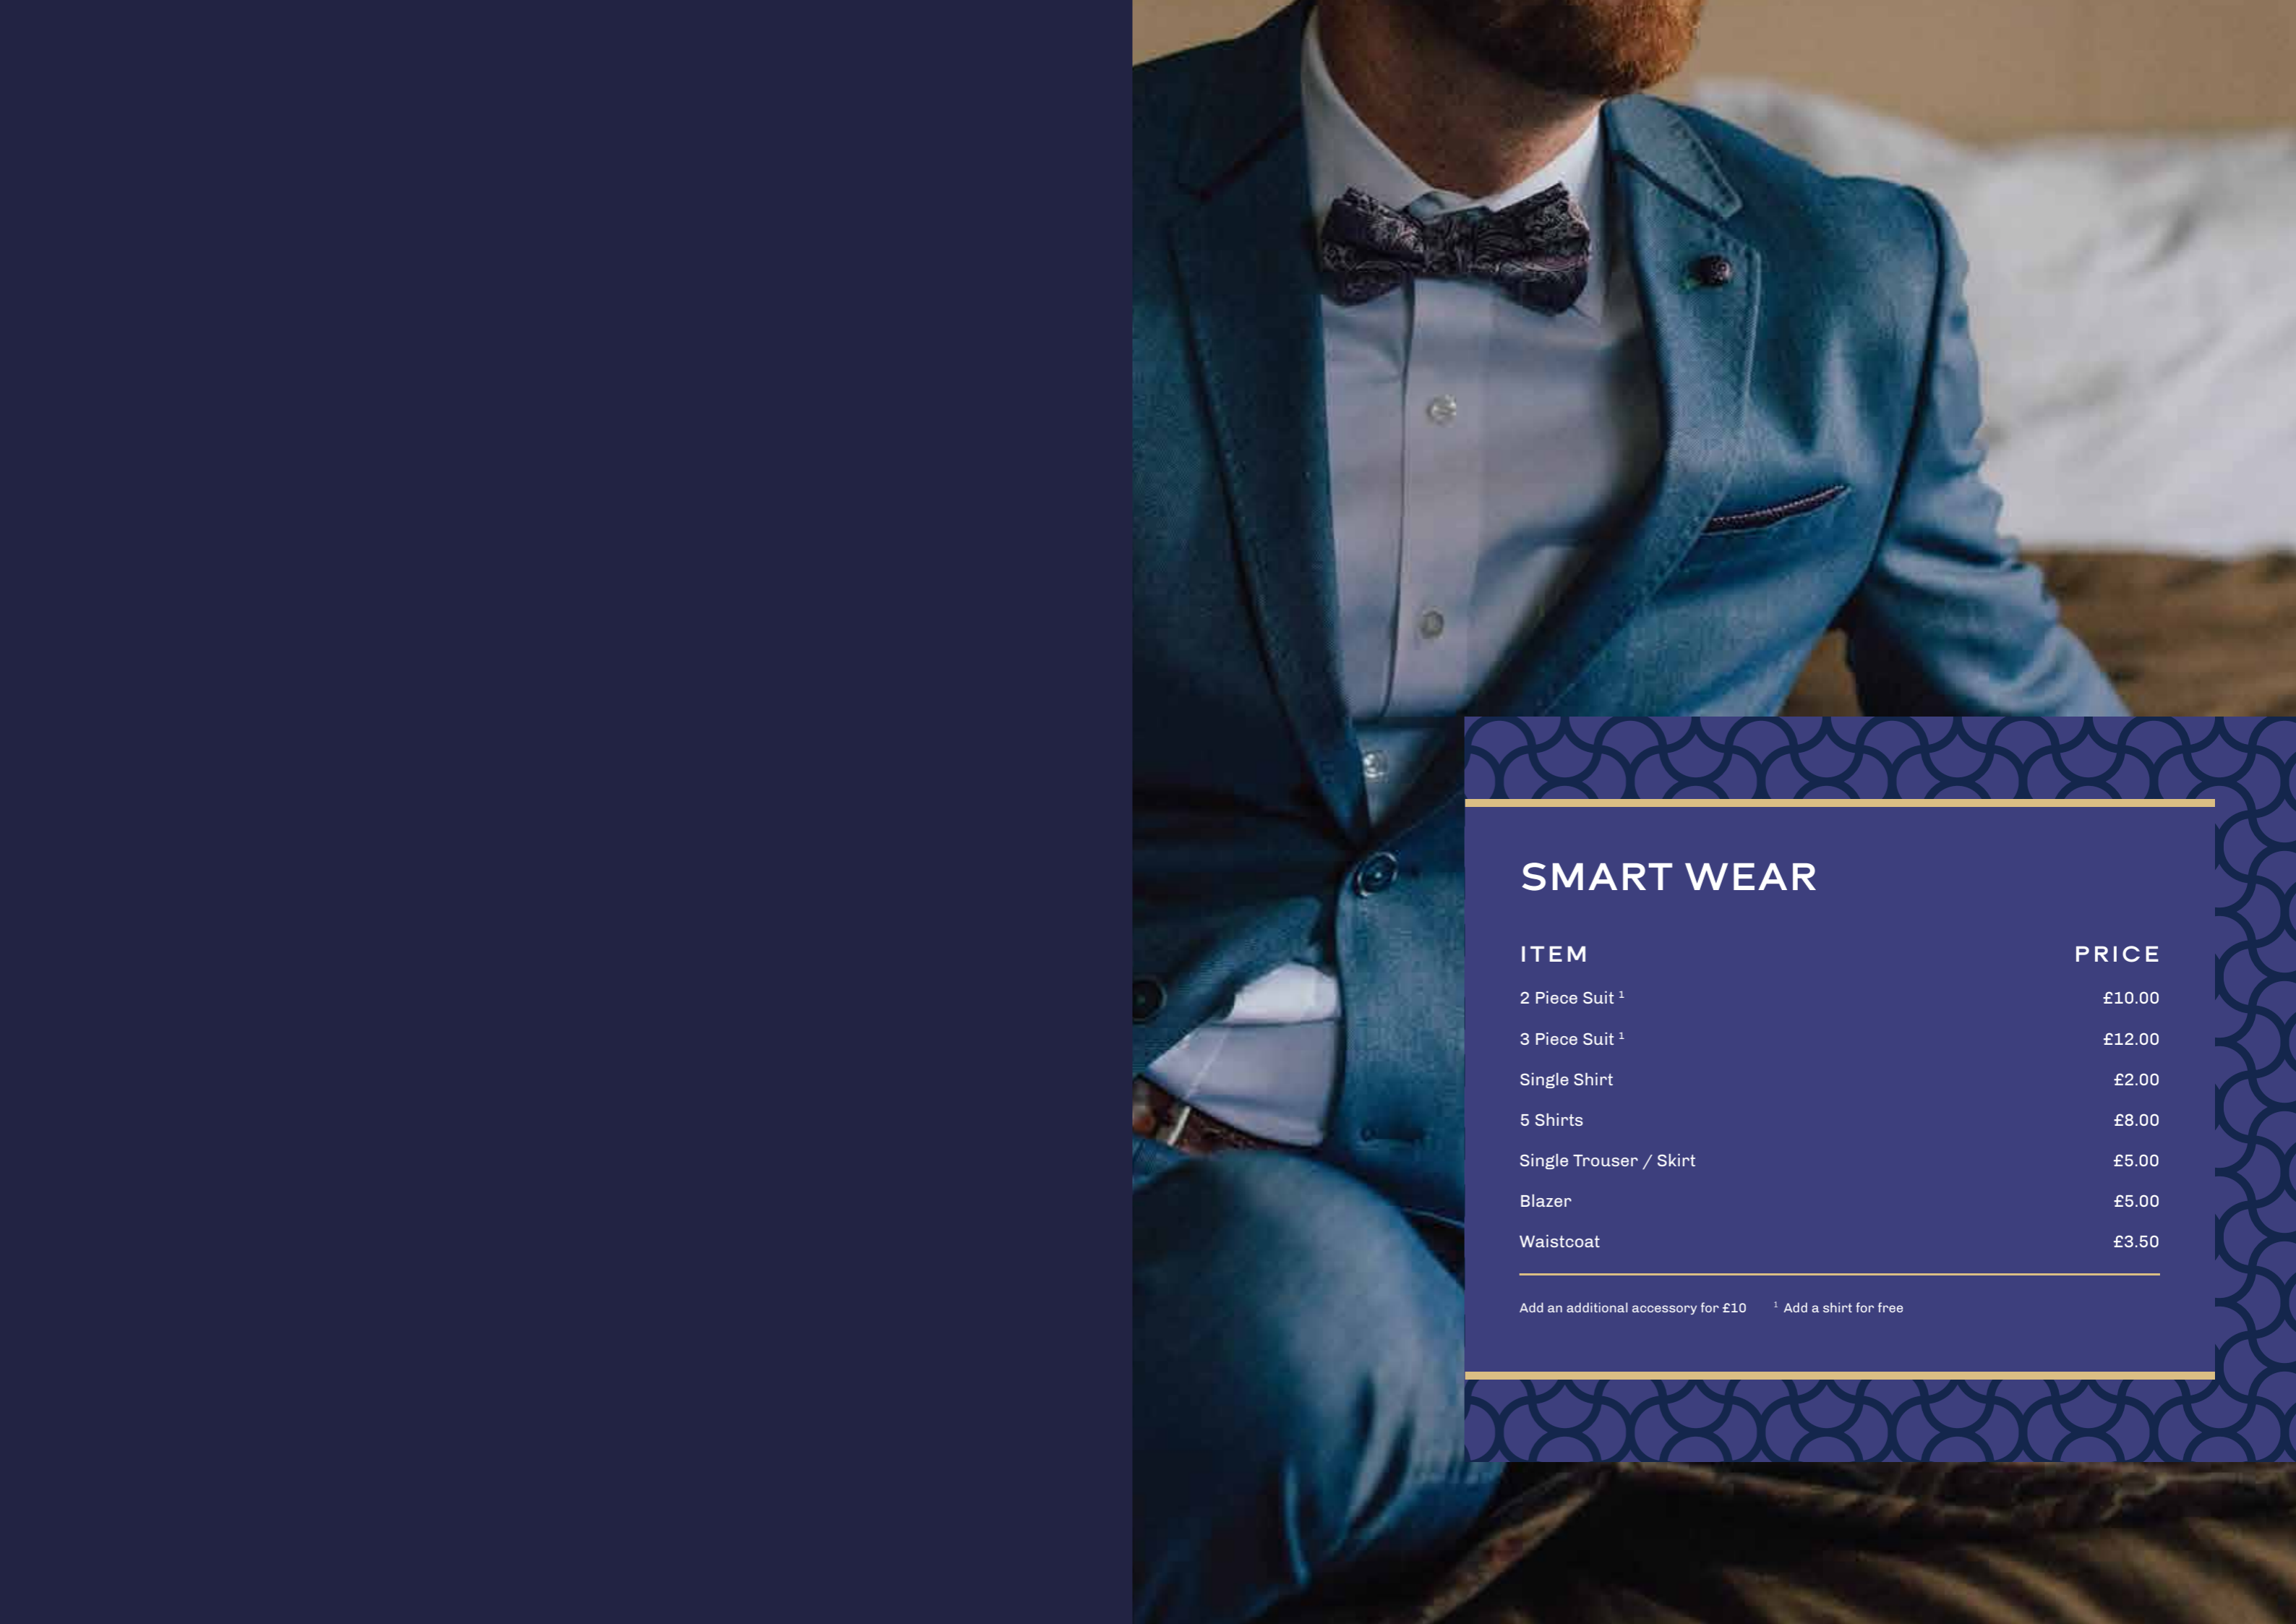 SMART WEAR
ITEM PRICE
2 Piece Suit ¹ £10.00
3 Piece Suit ¹ £12.00
Single Shirt £2.00
5 Shirts £8.00
Single Trouser / Skirt £5.00
Blazer £5.00
Waistcoat £3.50
Add an additional accessory for £10 ¹ Add a shirt for free